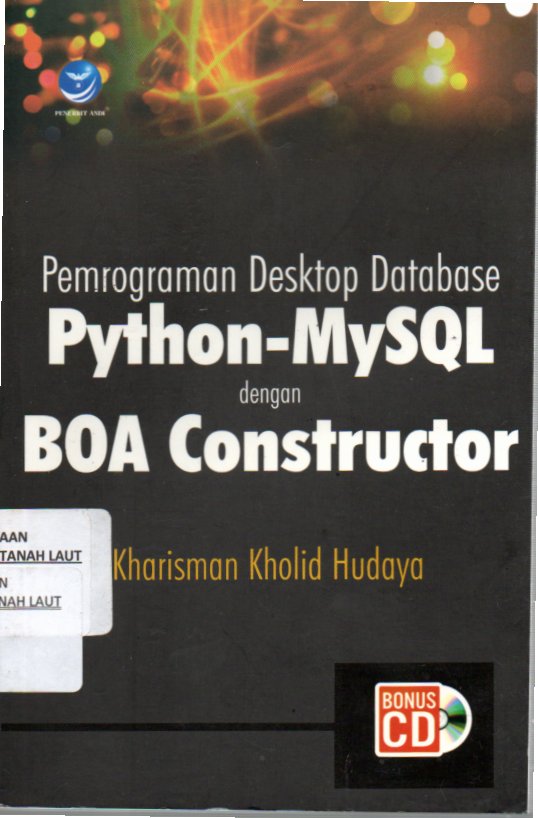 PENERBIT ANDI
Pemrograman Desktop Database
Python-MySQL
dengan
BOA Constructor
AAN
TANAH LAUT
N
NAH LAUT
Kharisman Kholid Hudaya
BONUS
CD